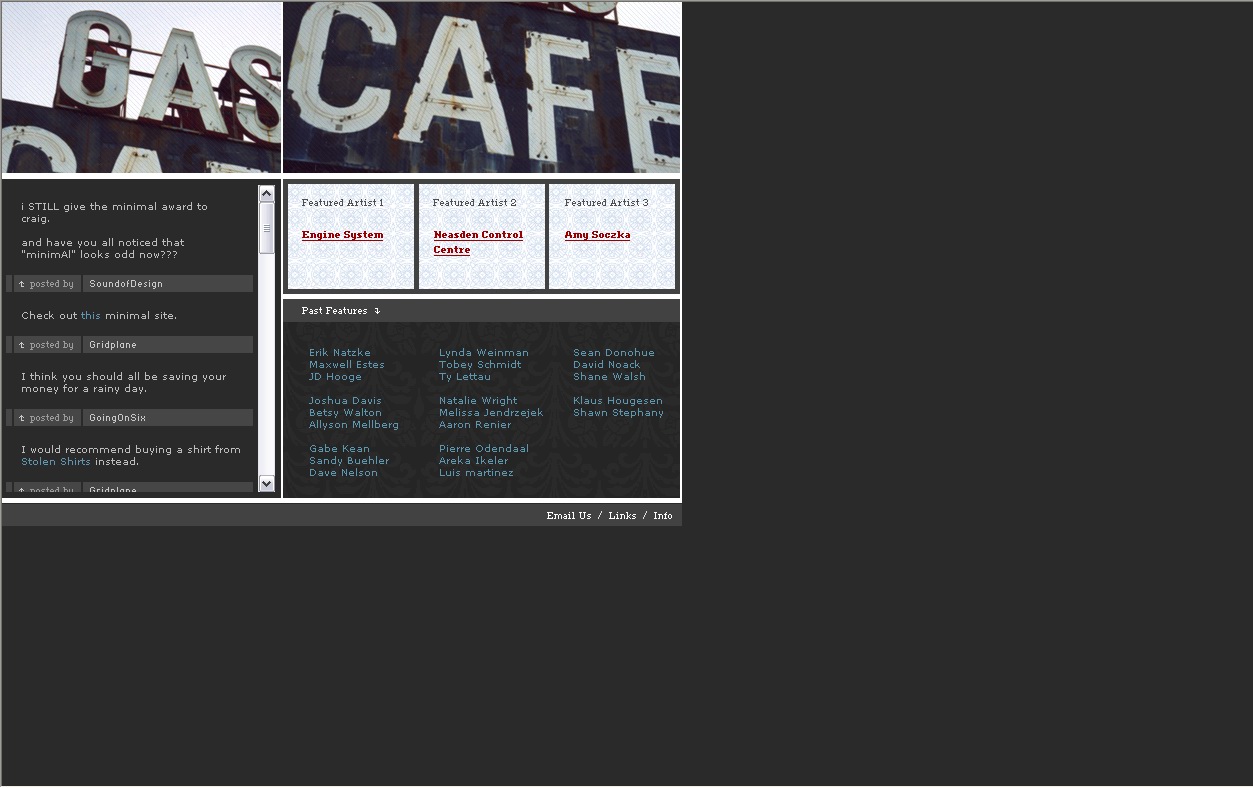 GAS
CAFE
i STILL give the minimal award to
craig.
and have you all noticed that
"minimAl" looks odd now???
posted by SoundofDesign
Check out this minimal site.
posted by Gridplane
I think you should all be saving your
money for a rainy day.
posted by GoingOnSix
I would recommend buying a shirt from
Stolen Shirts instead.
posted by Gridplane
Featured Artist 1
Engine System
Featured Artist 2
Neasden Control
Centre
Featured Artist 3
Amy Soczka
Past Features
Erik Natzke
Maxwell Estes
JD Hooge
Joshua Davis
Betsy Walton
Allyson Mellberg
Gabe Kean
Sandy Buehler
Dave Nelson
Lynda Weinman
Tobey Schmidt
Ty Lettau
Natalie Wright
Melissa Jendrzejek
Aaron Renier
Pierre Odendaal
Areka Ikeler
Luis martinez
Sean Donohue
David Noack
Shane Walsh
Klaus Hougesen
Shawn Stephany
Email Us / Links / Info